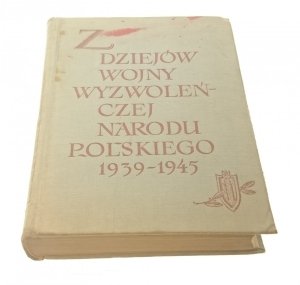 Z
DZIEJÓW
WOJNY
WYZWOLEŃ-
CZEJ
NARODU
POLSKIEGO
1939-1945